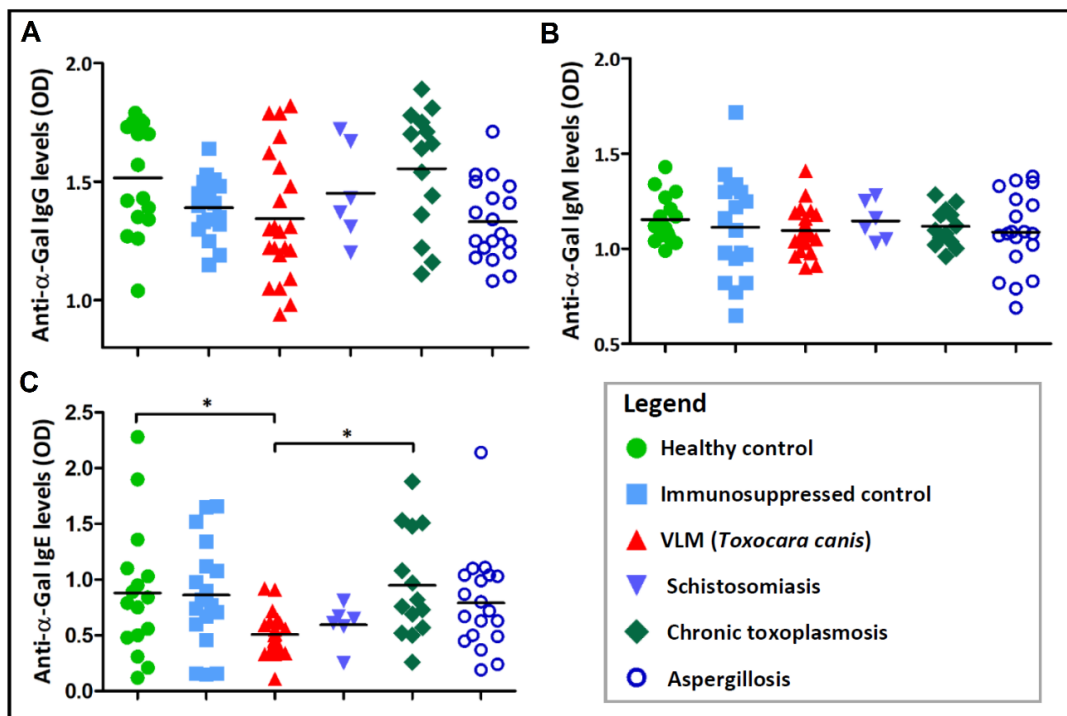 A
Anti-α-Gal IgG levels (OD)
2.0
1.5
1.0
B
Anti-α-Gal IgM levels (OD)
2.0
1.5
1.0
0.5
C
Anti-α-Gal IgE levels (OD)
2.5
2.0
1.5
1.0
0.5
0.0
*
*
Legend
Healthy control
Immunosuppressed control
VLM (Toxocara canis)
Schistosomiasis
Chronic toxoplasmosis
Aspergillosis